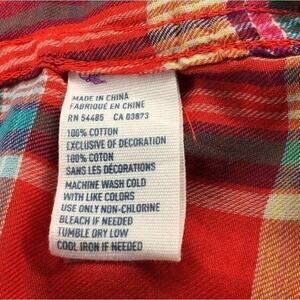 MADE IN CHINA
FABRIQUÉ EN CHINE
RN 54485 CA 03873
100% COTTON
EXCLUSIVE OF DECORATION
100% COTON
SANS LES DÉCORATIONS
MACHINE WASH COLD
WITH LIKE COLORS
USE ONLY NON-CHLORINE
BLEACH IF NEEDED
TUMBLE DRY LOW
COOL IRON IF NEEDED